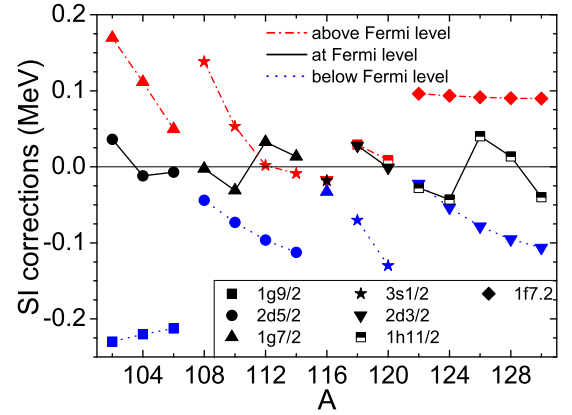 above Fermi level
at Fermi level
below Fermi level
0.2
0.1
0.0
-0.1
-0.2
SI corrections (MeV)
1g9/2 3s1/2 1f7.2
2d5/2 2d3/2
1g7/2 1h11/2
104 108 112 116 120 124 128
A